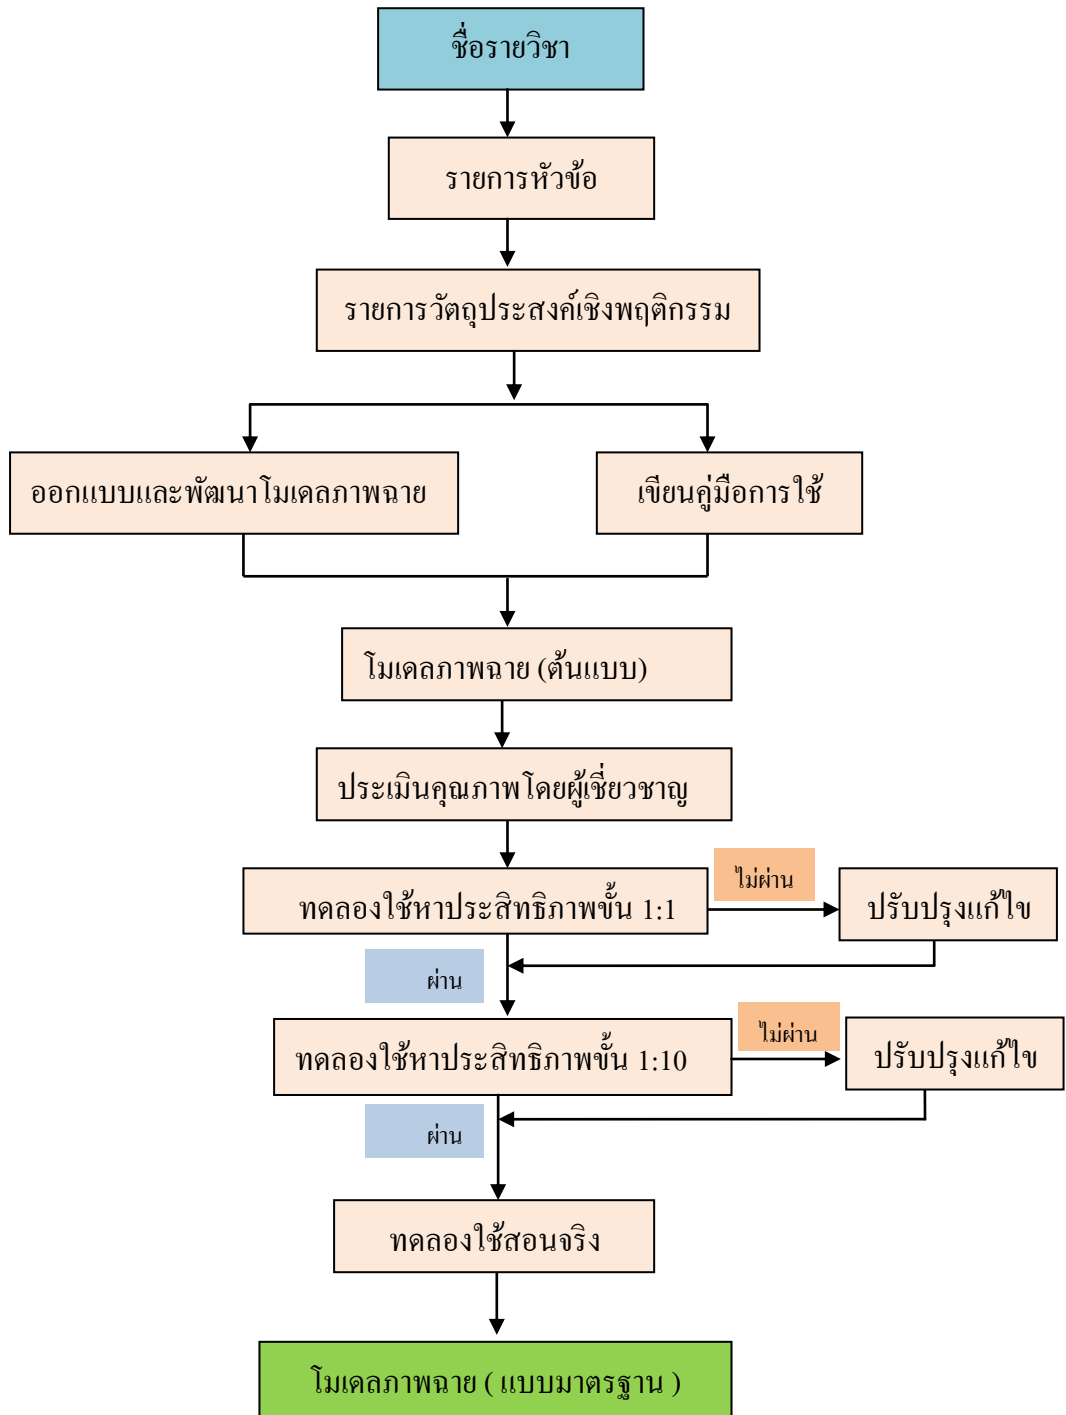 ชื่อรายวิชา
รายการหัวข้อ
รายการวัตถุประสงค์เชิงพฤติกรรม
ออกแบบและพัฒนาโมเดลภาพฉาย
เขียนคู่มือการใช้
โมเดลภาพฉาย (ต้นแบบ)
ประเมินคุณภาพโดยผู้เชี่ยวชาญ
ไม่ผ่าน
ทดลองใช้หาประสิทธิภาพขั้น 1:1
ปรับปรุงแก้ไข
ผ่าน
ไม่ผ่าน
ทดลองใช้หาประสิทธิภาพขั้น 1:10
ปรับปรุงแก้ไข
ผ่าน
ทดลองใช้สอนจริง
โมเดลภาพฉาย ( แบบมาตรฐาน )